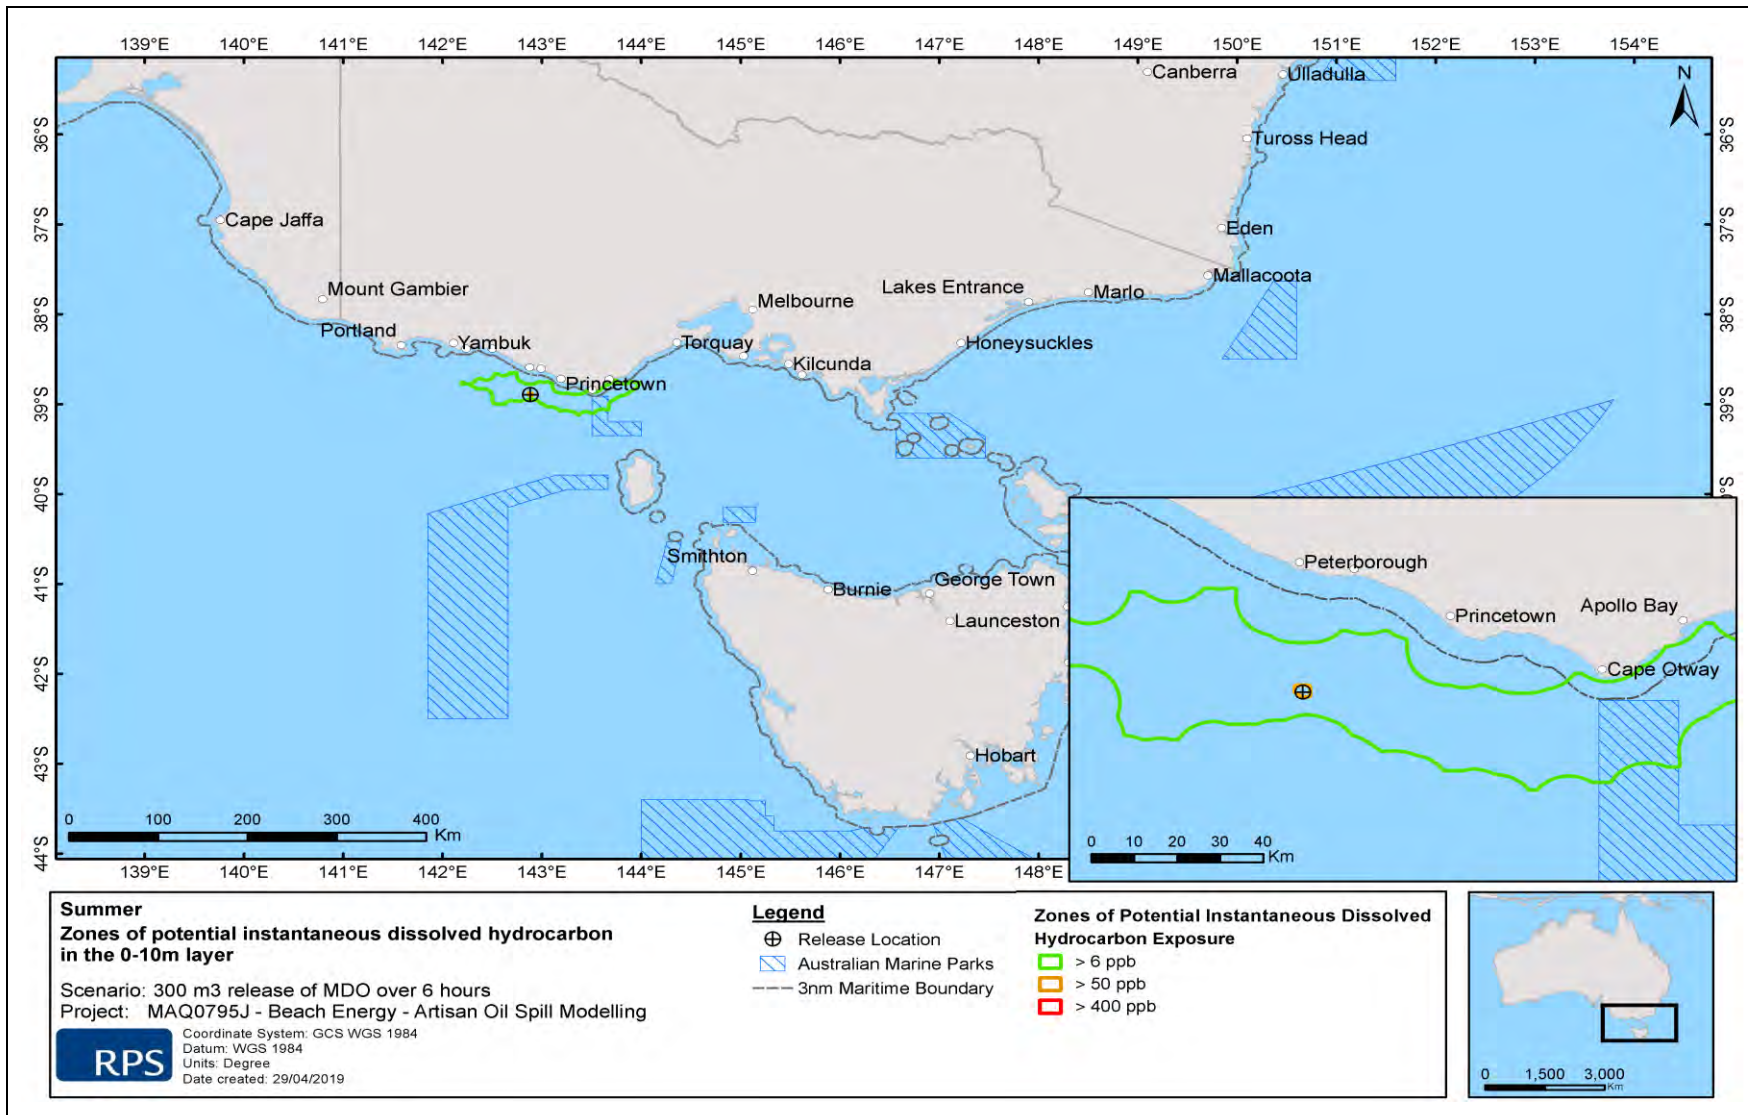 139°E 140°E 141°E 142°E 143°E 144°E 145°E 146°E 147°E 148°E 149°E 150°E 151°E 152°E 153°E 154°E
Canberra
Ulladulla
N
36°S
36°S
Tuross Head
Cape Jaffa
37°S
37°S
Eden
Mallacoota
Mount Gambier
Lakes Entrance
Marlo
Melbourne
38°S
38°S
Portland
Yambuk
Torquay
Honeysuckles
Kilcunda
Princetown
39°S
39°S
40°S
Smithton
41°S
Burnie
George Town
Launceston
42°S
Hobart
43°S
44°S
0 100 200 300 400
Km
139°E 140°E 141°E 142°E 143°E 144°E 145°E 146°E 147°E 148°E
Peterborough
Princetown
Apollo Bay
Cape Otway
0 10 20 30 40
Km
Summer
Zones of potential instantaneous dissolved hydrocarbon
in the 0-10m layer
Scenario: 300 m3 release of MDO over 6 hours
Project: MAQ0795J - Beach Energy - Artisan Oil Spill Modelling
RPS
Coordinate System: GCS WGS 1984
Datum: WGS 1984
Units: Degree
Date created: 29/04/2019
Legend
Release Location
Australian Marine Parks
3nm Maritime Boundary
Zones of Potential Instantaneous Dissolved
Hydrocarbon Exposure
> 6 ppb
> 50 ppb
> 400 ppb
0 1,500 3,000
Km